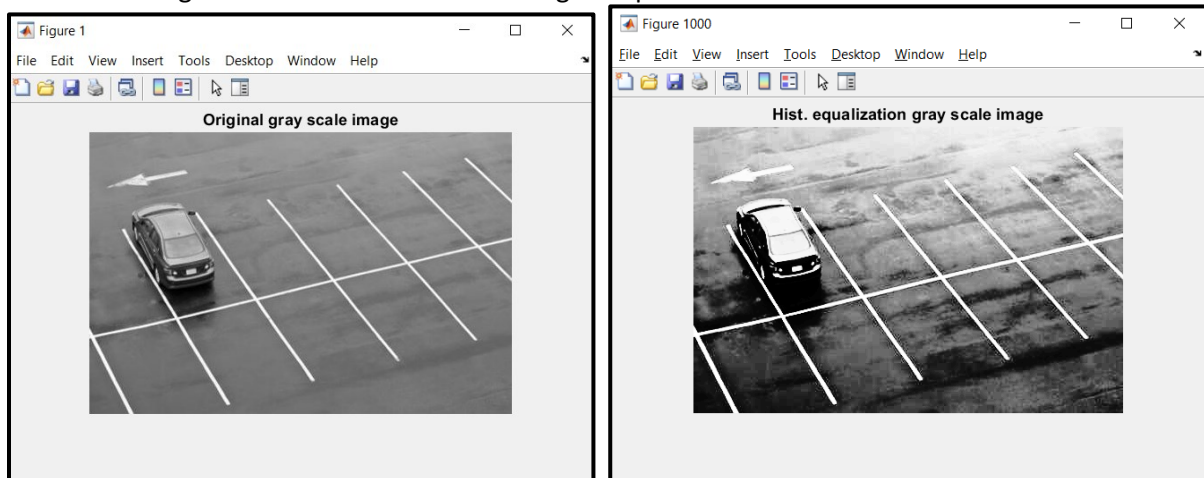 Figure 1
File Edit View Insert Tools Desktop Window Help
Original gray scale image
Figure 1000
File Edit View Insert Tools Desktop Window Help
Hist. equalization gray scale image